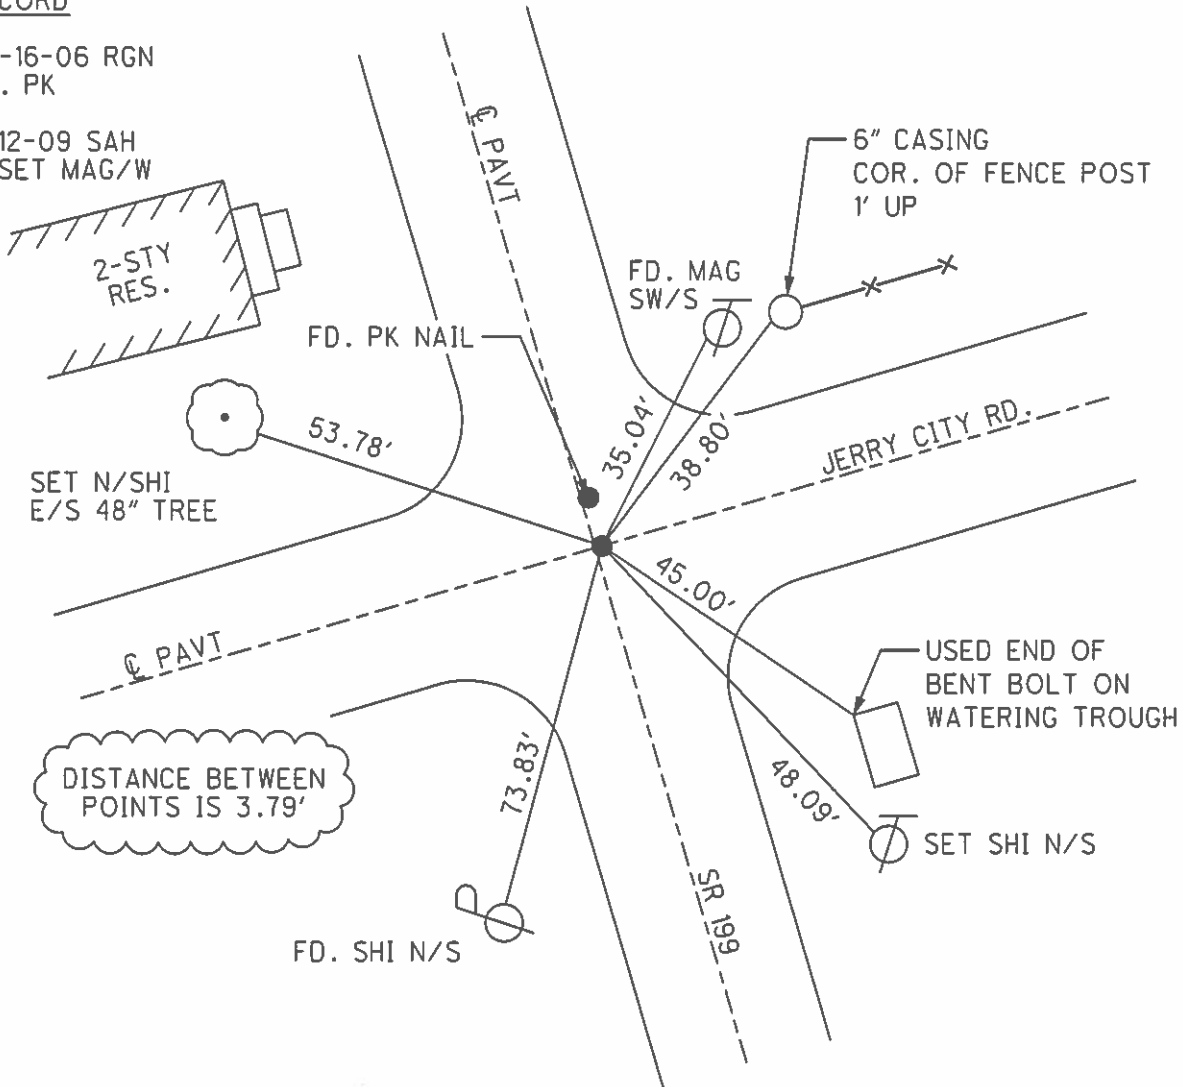 -16-06 RGN
. PK
12-09 SAH
SET MAG/W
℄ PAVT
6" CASING
COR. OF FENCE POST
1' UP
2-STY
RES.
FD. MAG
SW/S
FD. PK NAIL
53.78'
35.04'
38.80'
JERRY CITY RD.
SET N/SHI
E/S 48" TREE
45.00'
℄ PAVT
USED END OF
BENT BOLT ON
WATERING TROUGH
DISTANCE BETWEEN
POINTS IS 3.79'
73.83'
48.09'
SET SHI N/S
SR 199
FD. SHI N/S